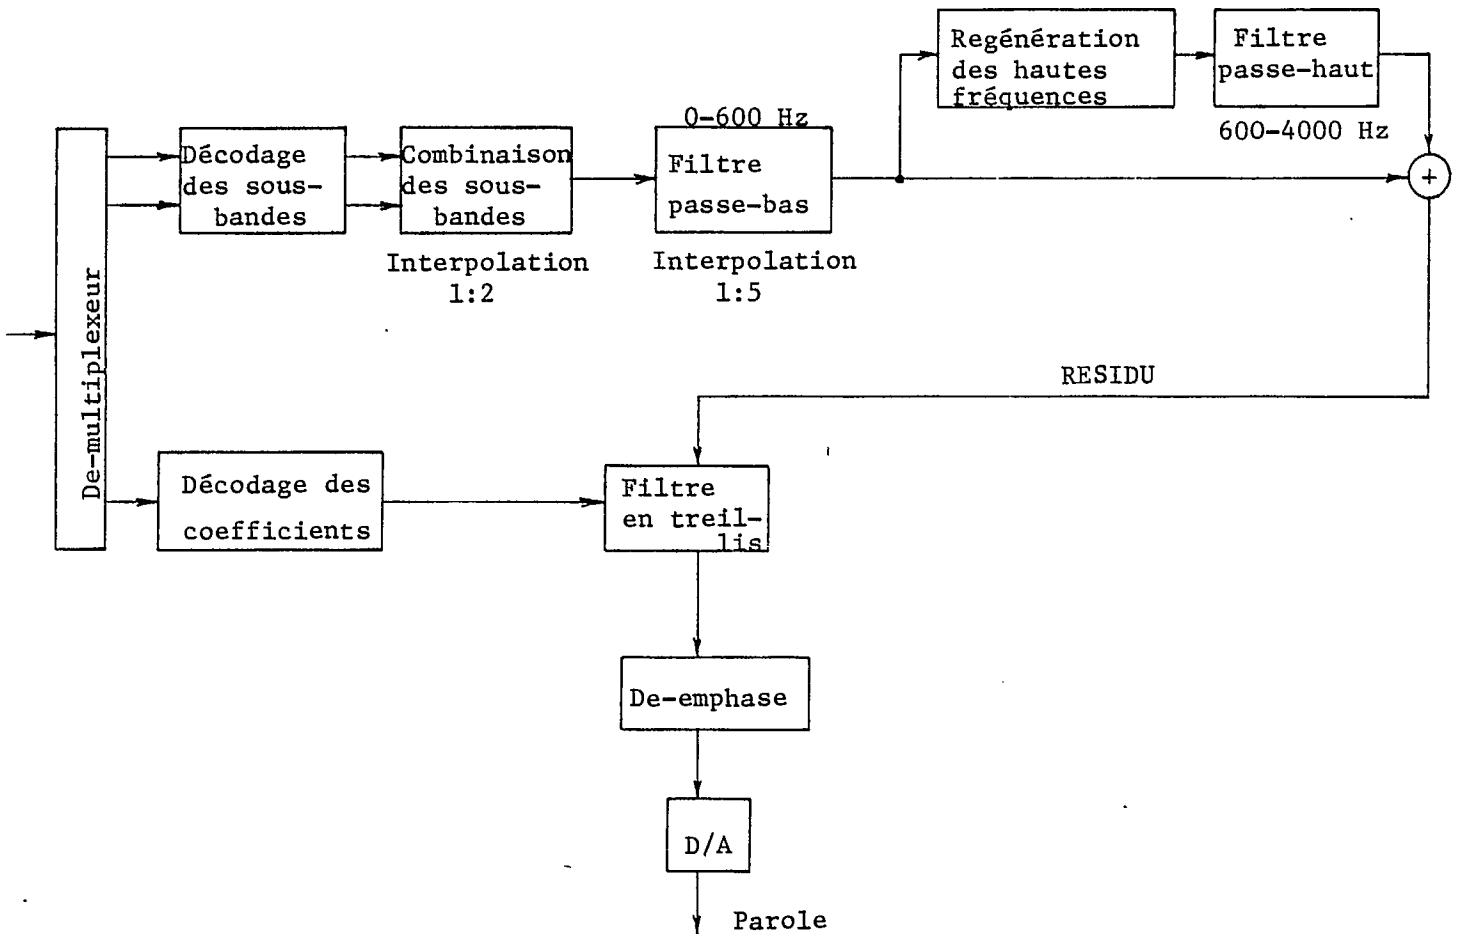 Regénération
des hautes
fréquences
Filtre
passe-haut
600-4000 Hz
De-multiplexeur
Décodage
des sous-
bandes
Combinaison
des sous-
bandes
Interpolation
1:2
0-600 Hz
Filtre
passe-bas
Interpolation
1:5
+
RESIDU
Décodage des
coefficients
Filtre
en treil-
lis
De-emphase
D/A
Parole